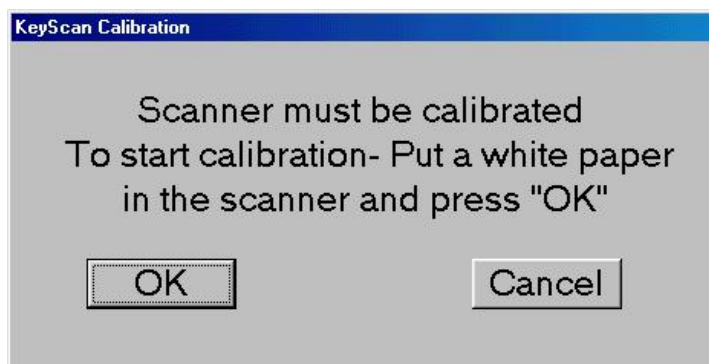 KeyScan Calibration
Scanner must be calibrated
To start calibration- Put a white paper
in the scanner and press "OK"
OK
Cancel